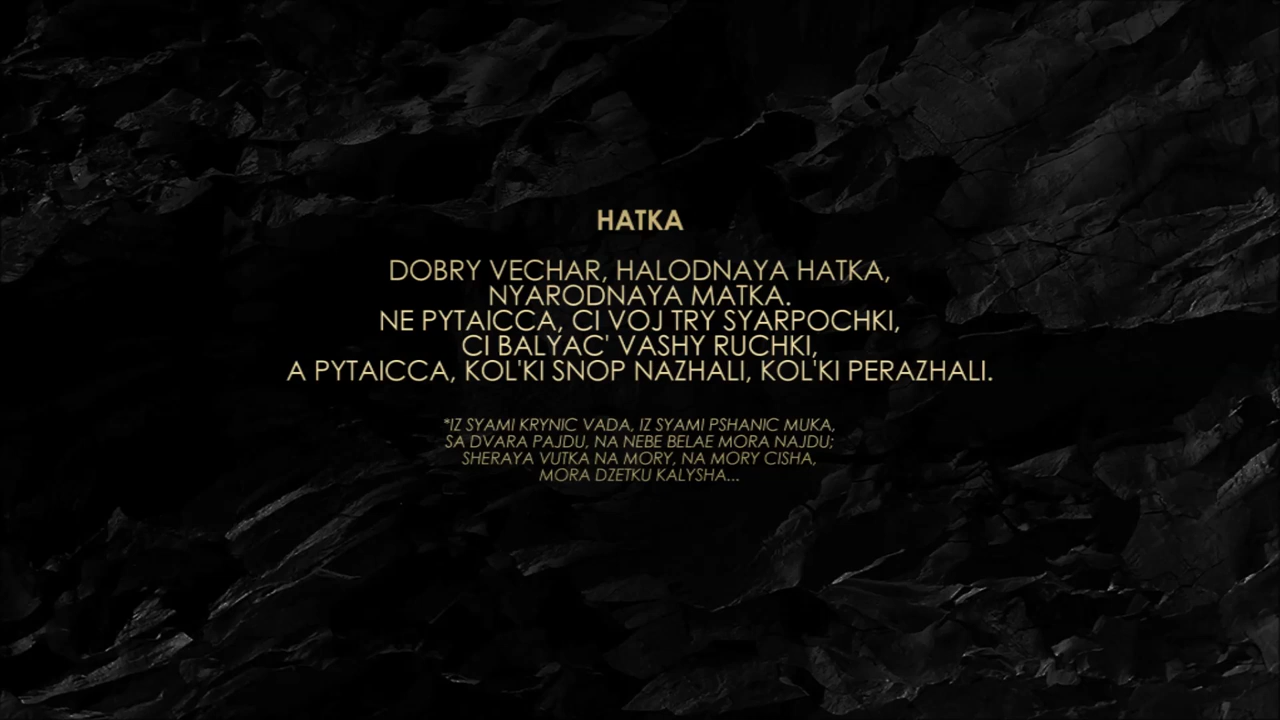 HATKA
DOBRY VECHAR, HALODNAYA HATKA,
NYARODNAYA MATKA.
NE PYTAICCA, CI VOJ TRY SYARPOCHKI,
CI BALYAC' VASHY RUCHKI,
A PYTAICCA, KOL'KI SNOP NAZHALI, KOL'KI PERAZHALI.
*IZ SYAMI KRYNIC VADA, IZ SYAMI PSHANIC MUKA,
SA DVARA PAJDU, NA NEBE BELAE MORA NAJDU;
SHERAYA VUTKA NA MORY, NA MORY CISHA,
MORA DZETKU KALYSHA...